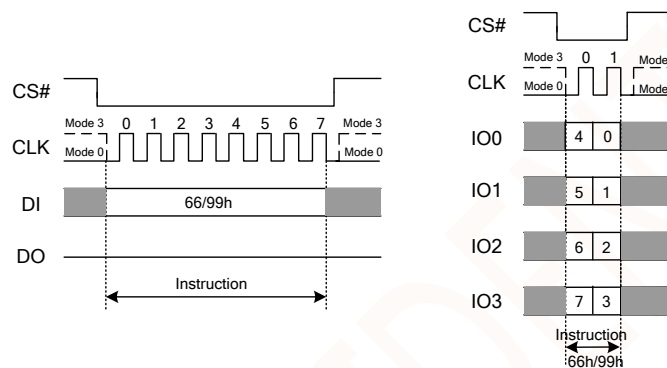 CS#
Mode 3 0 1 2 3 4 5 6 7 Mode 3
CLK
Mode 0 Mode 0
DI 66/99h
DO
Instruction
CS#
Mode 3 0 1 Mode
CLK
Mode 0 Mode
IO0 4 0
IO1 5 1
IO2 6 2
IO3 7 3
Instruction
66h/99h